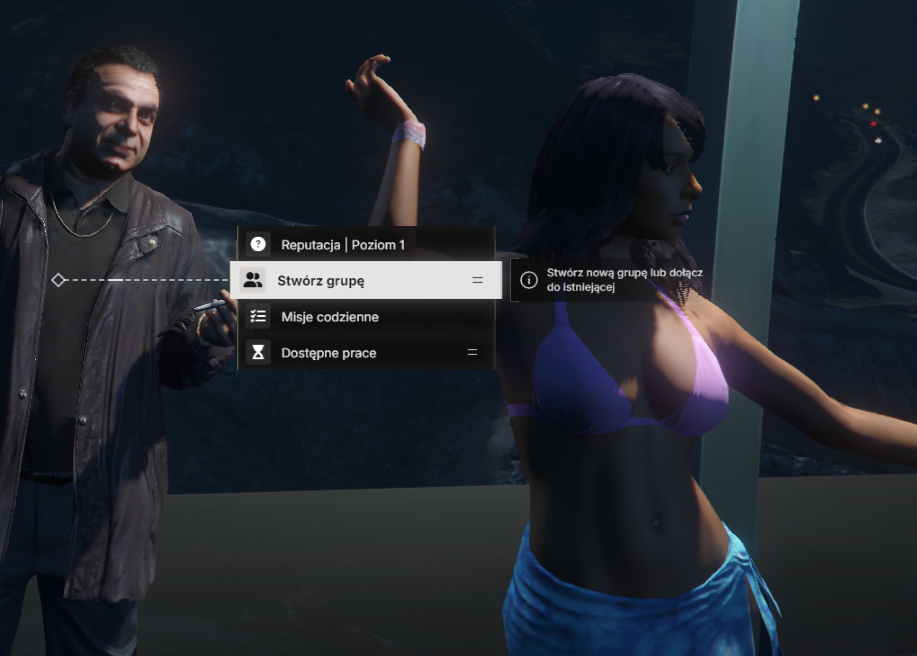 Reputacja | Poziom 1
Stwórz grupę
Stwórz nową grupę lub dołącz
do istniejącej
Misje codzienne
Dostępne prace